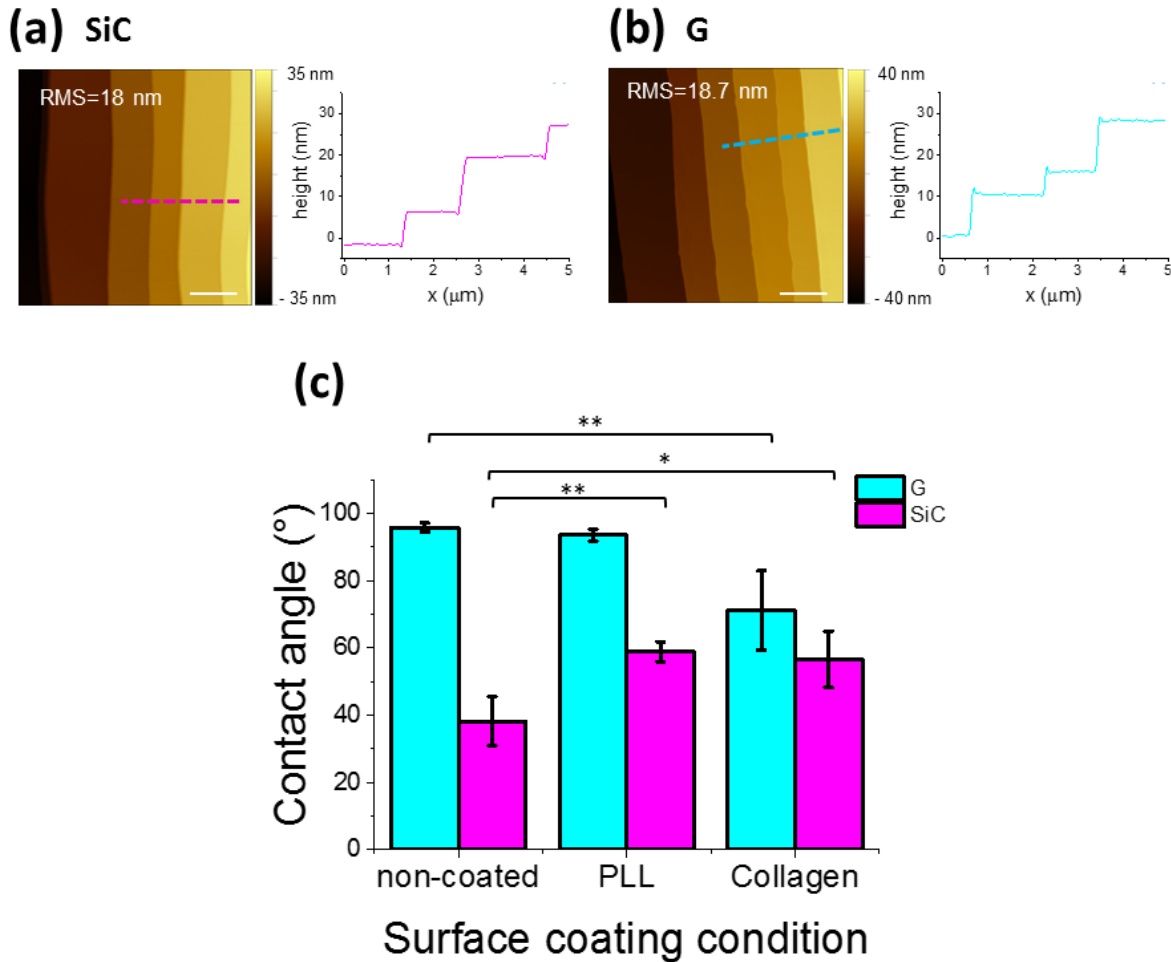 (a) SiC
RMS=18 nm
35 nm
- 35 nm
height (nm)
30
20
10
0
0 1 2 3 4 5
x (μm)
(b) G
RMS=18.7 nm
40 nm
- 40 nm
height (nm)
30
20
10
0
0 1 2 3 4 5
x (μm)
(c)
**
*
**
G
SiC
Contact angle (°)
100
80
60
40
20
0
non-coated PLL Collagen
Surface coating condition